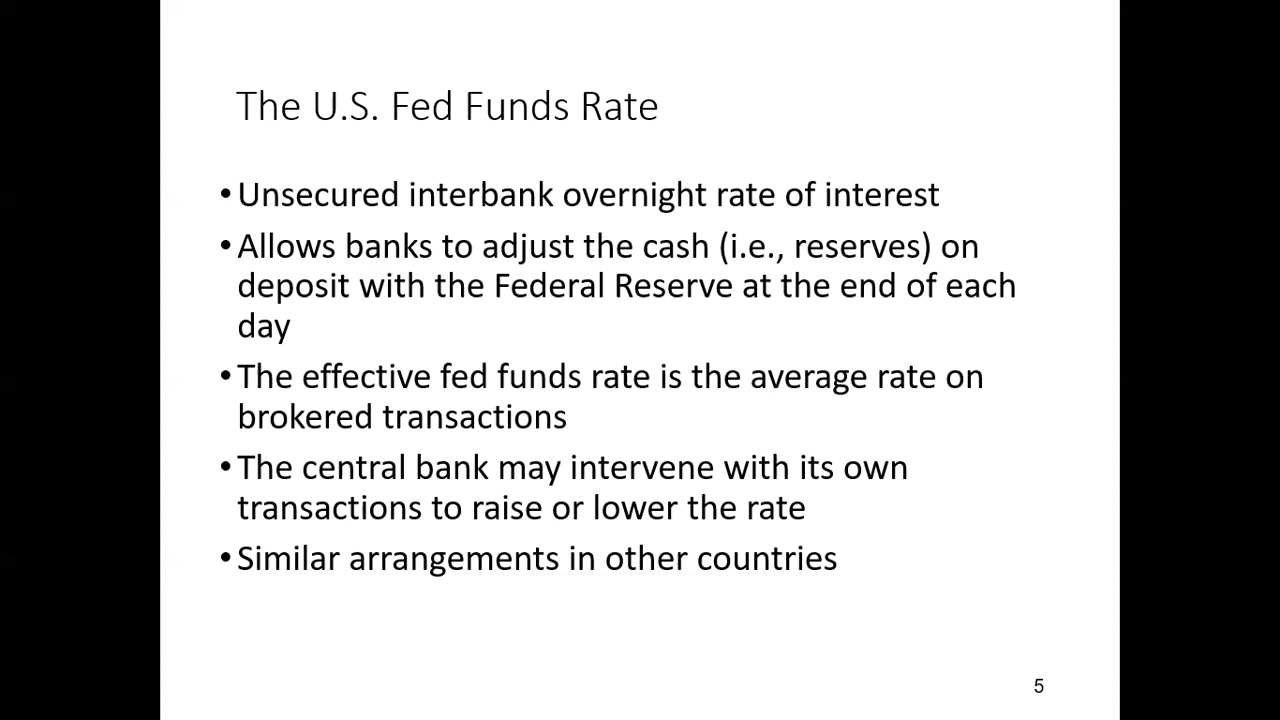 The U.S. Fed Funds Rate
•Unsecured interbank overnight rate of interest
•Allows banks to adjust the cash (i.e., reserves) on
deposit with the Federal Reserve at the end of each
day
•The effective fed funds rate is the average rate on
brokered transactions
•The central bank may intervene with its own
transactions to raise or lower the rate
•Similar arrangements in other countries
5